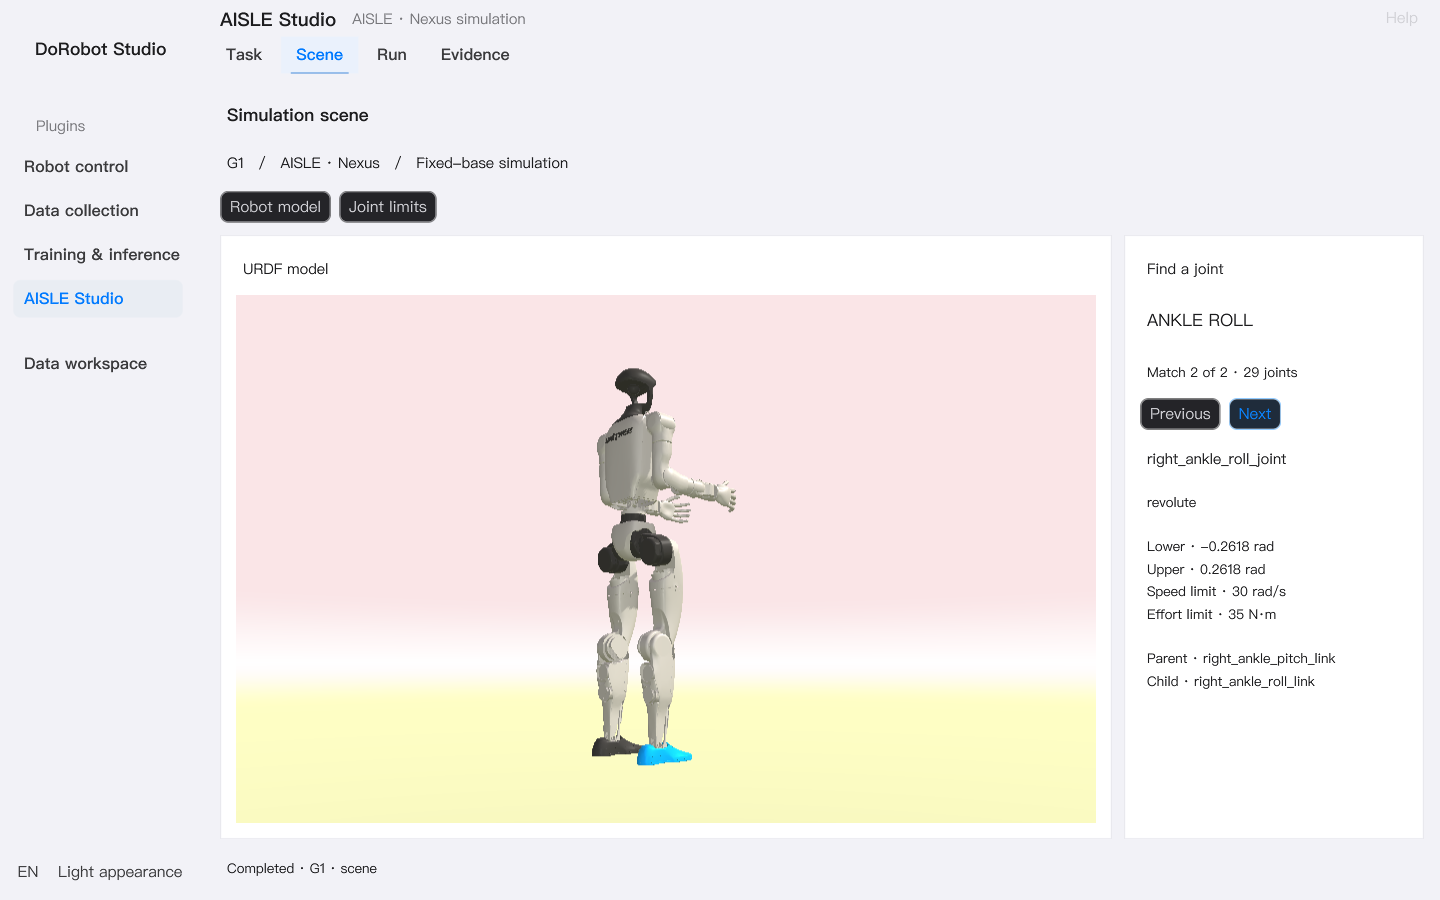 DoRobot Studio
Plugins
Robot control
Data collection
Training & inference
AISLE Studio
Data workspace
EN Light appearance
AISLE Studio AISLE · Nexus simulation
Help
Task Scene Run Evidence
Simulation scene
G1 / AISLE · Nexus / Fixed-base simulation
Robot model Joint limits
URDF model
Find a joint
ANKLE ROLL
Match 2 of 2 · 29 joints
Previous Next
right_ankle_roll_joint
revolute
Lower · -0.2618 rad
Upper · 0.2618 rad
Speed limit · 30 rad/s
Effort limit · 35 N·m
Parent · right_ankle_pitch_link
Child · right_ankle_roll_link
Completed · G1 · scene